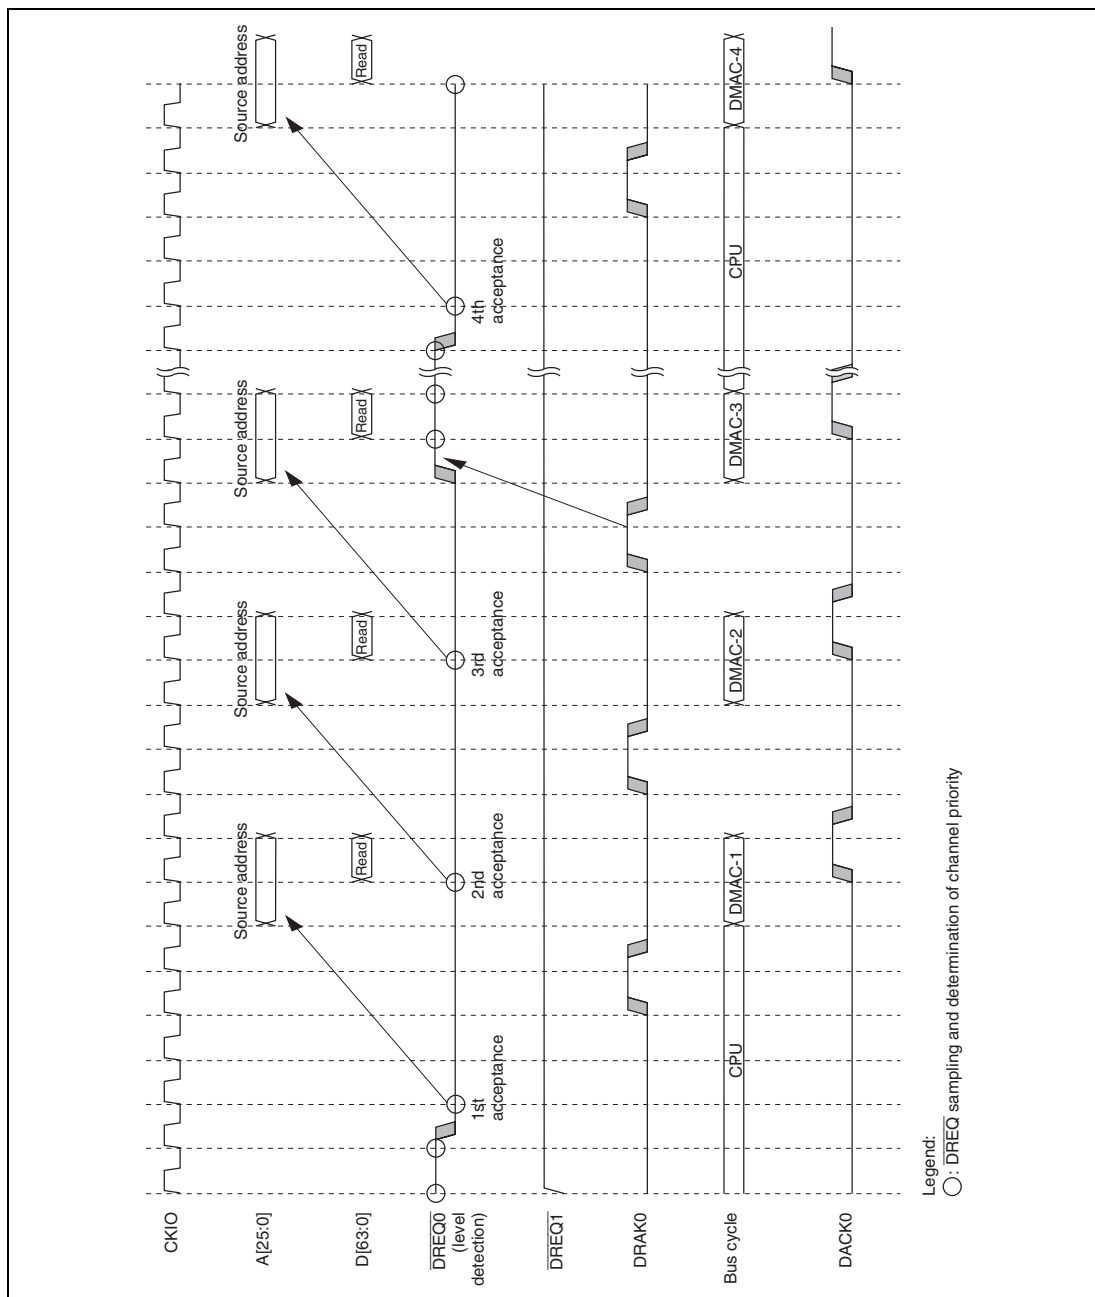 CKIO
A[25:0]
Source address
Source address
Source address
Source address
D[63:0]
Read
Read
Read
Read
DREQ0
(level
detection)
1st
acceptance
2nd
acceptance
3rd
acceptance
4th
acceptance
DREQ1
DRAK0
Bus cycle
CPU
DMAC-1
DMAC-2
DMAC-3
CPU
DMAC-4
DACK0
Legend:
○: DREQ sampling and determination of channel priority